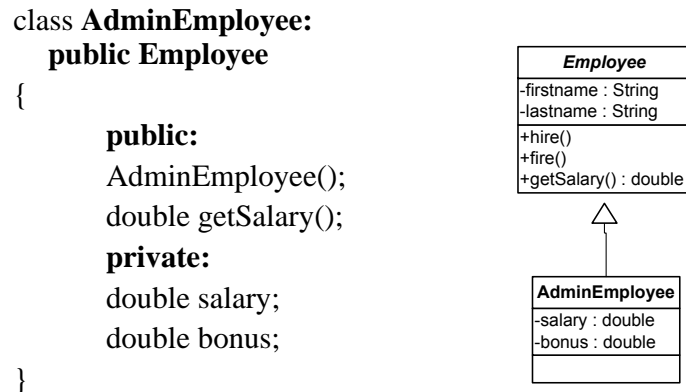 class AdminEmployee:
public Employee
{
public:
AdminEmployee();
double getSalary();
private:
double salary;
double bonus;
}
Employee
-firstname : String
-lastname : String
+hire()
+fire()
+getSalary() : double
AdminEmployee
-salary : double
-bonus : double